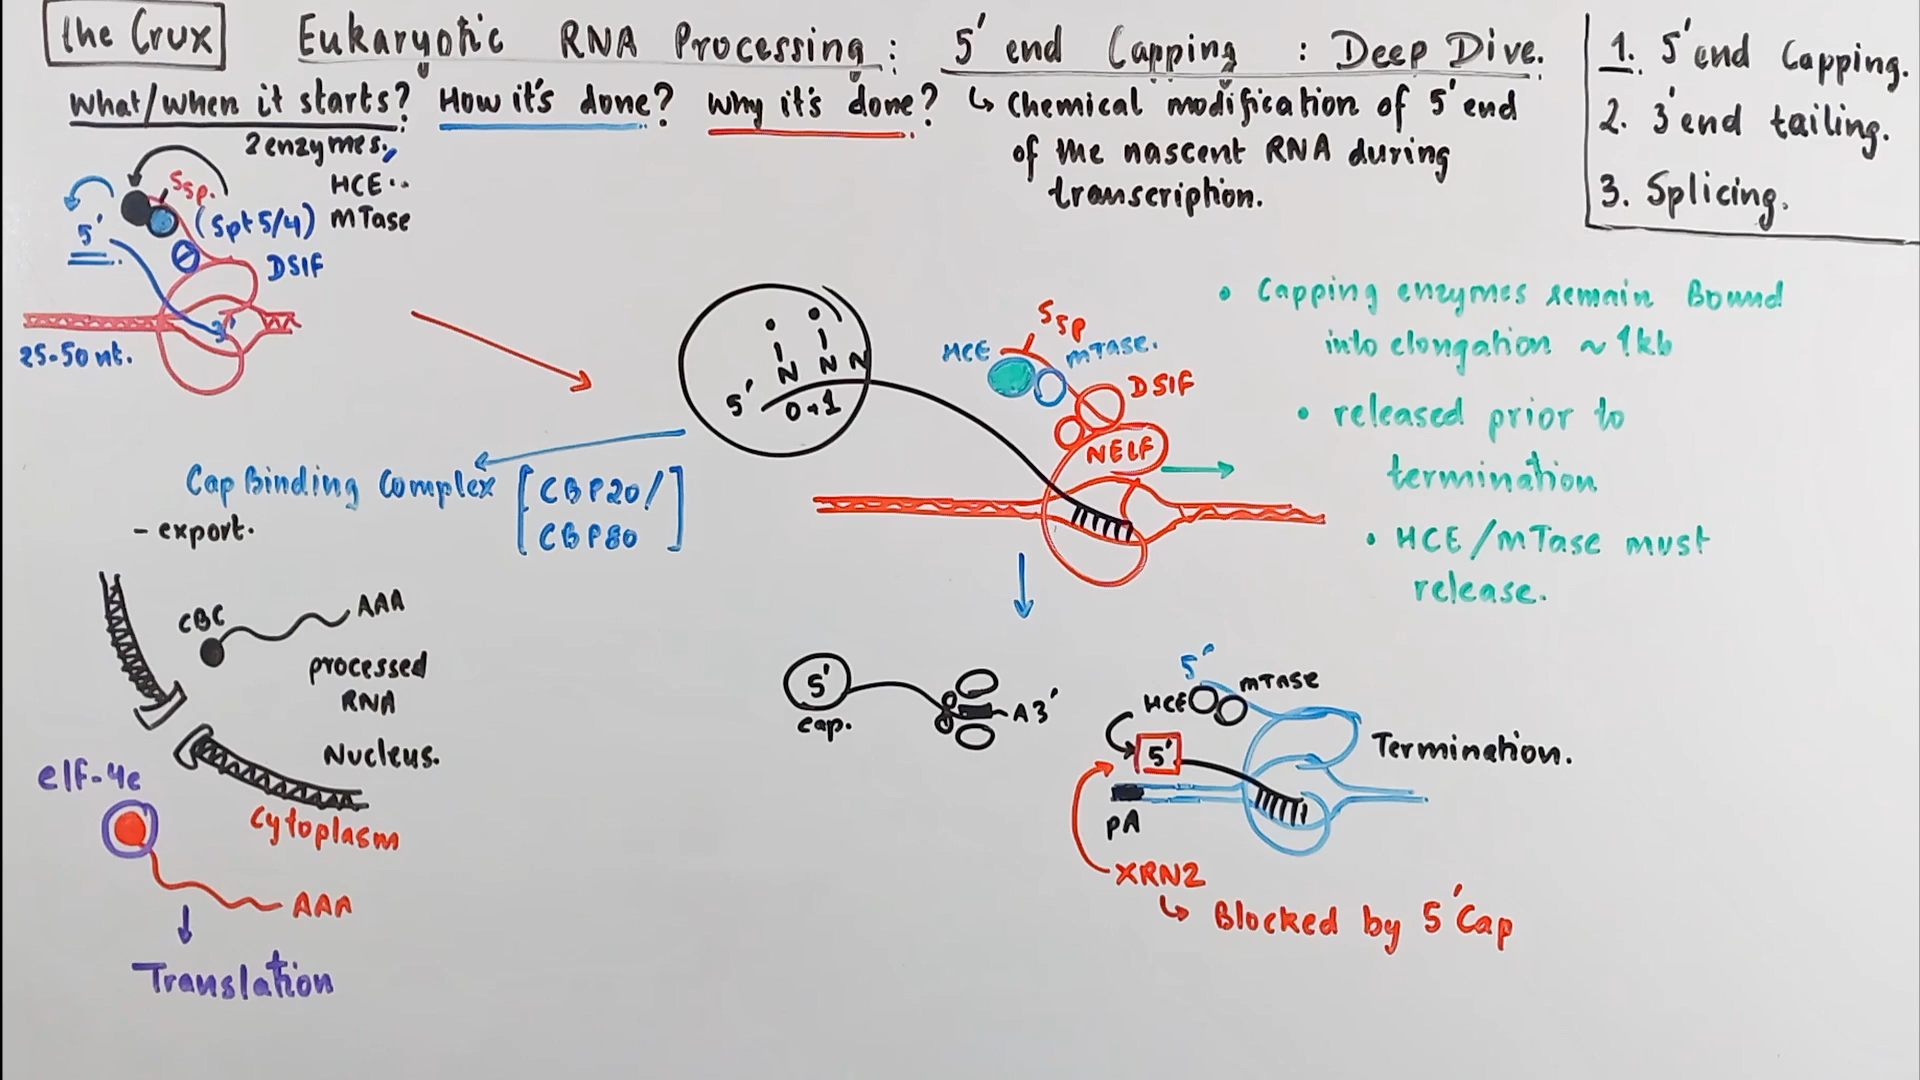 The Crux
Eukaryotic RNA Processing: 5' end Capping : Deep Dive.
What/when it starts? How it's done? Why it's done?
↳ Chemical modification of 5' end
of the nascent RNA during
transcription.
1. 5' end Capping.
2. 3' end tailing.
3. Splicing.
2 enzymes.
HCE..
mTase
S5P.
(Spt5/4)
5'
DSIF
3'
25-50 nt.
N N N
5'
0 +1
HCE
S5P
mTASE.
DSIF
NELF
• Capping enzymes remain Bound
into elongation ~ 1kb
• released prior to
termination
• HCE/mTase must
release.
Cap Binding Complex [CBP20/
CBP80]
- export.
CBC
AAA
processed
RNA
Nucleus.
eIF-4e
Cytoplasm
AAA
Translation
5'
cap.
A3'
5'
HCE
mTASE
5'
Termination.
PA
XRN2
↳ Blocked by 5' Cap